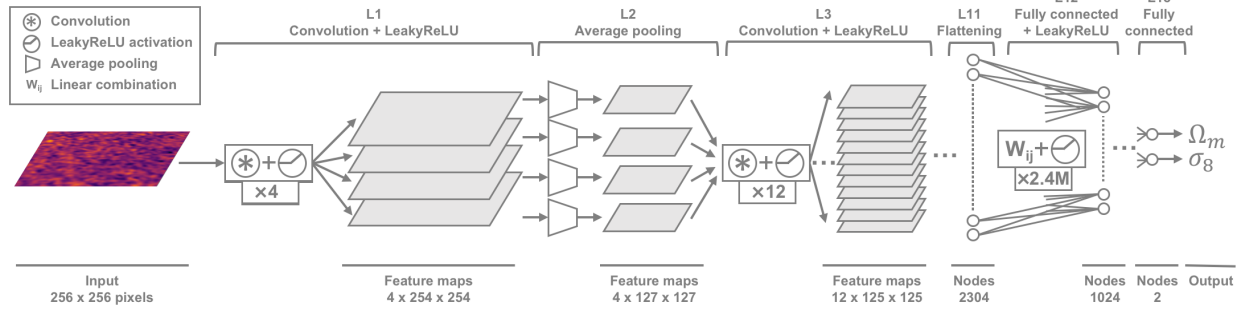 Convolution
LeakyReLU activation
Average pooling
Wij Linear combination
L1
Convolution + LeakyReLU
L2
Average pooling
L3
Convolution + LeakyReLU
L11
Flattening
L12
Fully connected
+ LeakyReLU
Fully
connected
+
×4
+
×12
Wij+
×2.4M
Ωm
σ8
Input
256 x 256 pixels
Feature maps
4 x 254 x 254
Feature maps
4 x 127 x 127
Feature maps
12 x 125 x 125
Nodes
2304
Nodes
1024
Nodes
2
Output